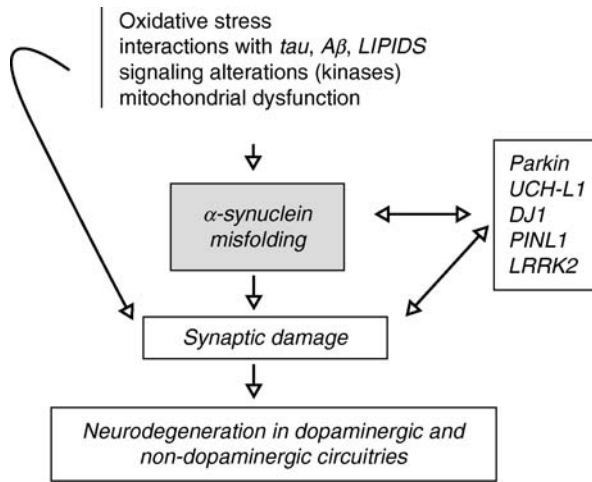 Oxidative stress
interactions with tau, Aβ, LIPIDS
signaling alterations (kinases)
mitochondrial dysfunction
α-synuclein
misfolding
Parkin
UCH-L1
DJ1
PINL1
LRRK2
Synaptic damage
Neurodegeneration in dopaminergic and
non-dopaminergic circuitries